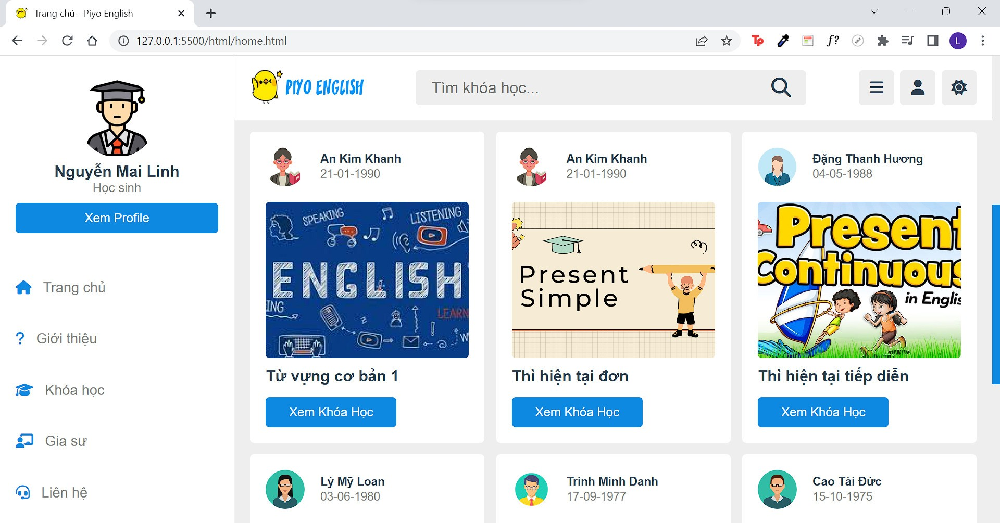 Trang chủ - Piyo English
127.0.0.1:5500/html/home.html
Tp
f?
L
Nguyễn Mai Linh
Học sinh
Xem Profile
Trang chủ
Giới thiệu
Khóa học
Gia sư
Liên hệ
PIYO ENGLISH
Tìm khóa học...
An Kim Khanh
21-01-1990
SPEAKING
LISTENING
ENGLISH
ING
LEARN
W
Từ vựng cơ bản 1
Xem Khóa Học
An Kim Khanh
21-01-1990
Present
Simple
Thì hiện tại đơn
Xem Khóa Học
Đặng Thanh Hương
04-05-1988
Present
Continuous
in Englis
Thì hiện tại tiếp diễn
Xem Khóa Học
Lý Mỹ Loan
03-06-1980
Trình Minh Danh
17-09-1977
Cao Tài Đức
15-10-1975